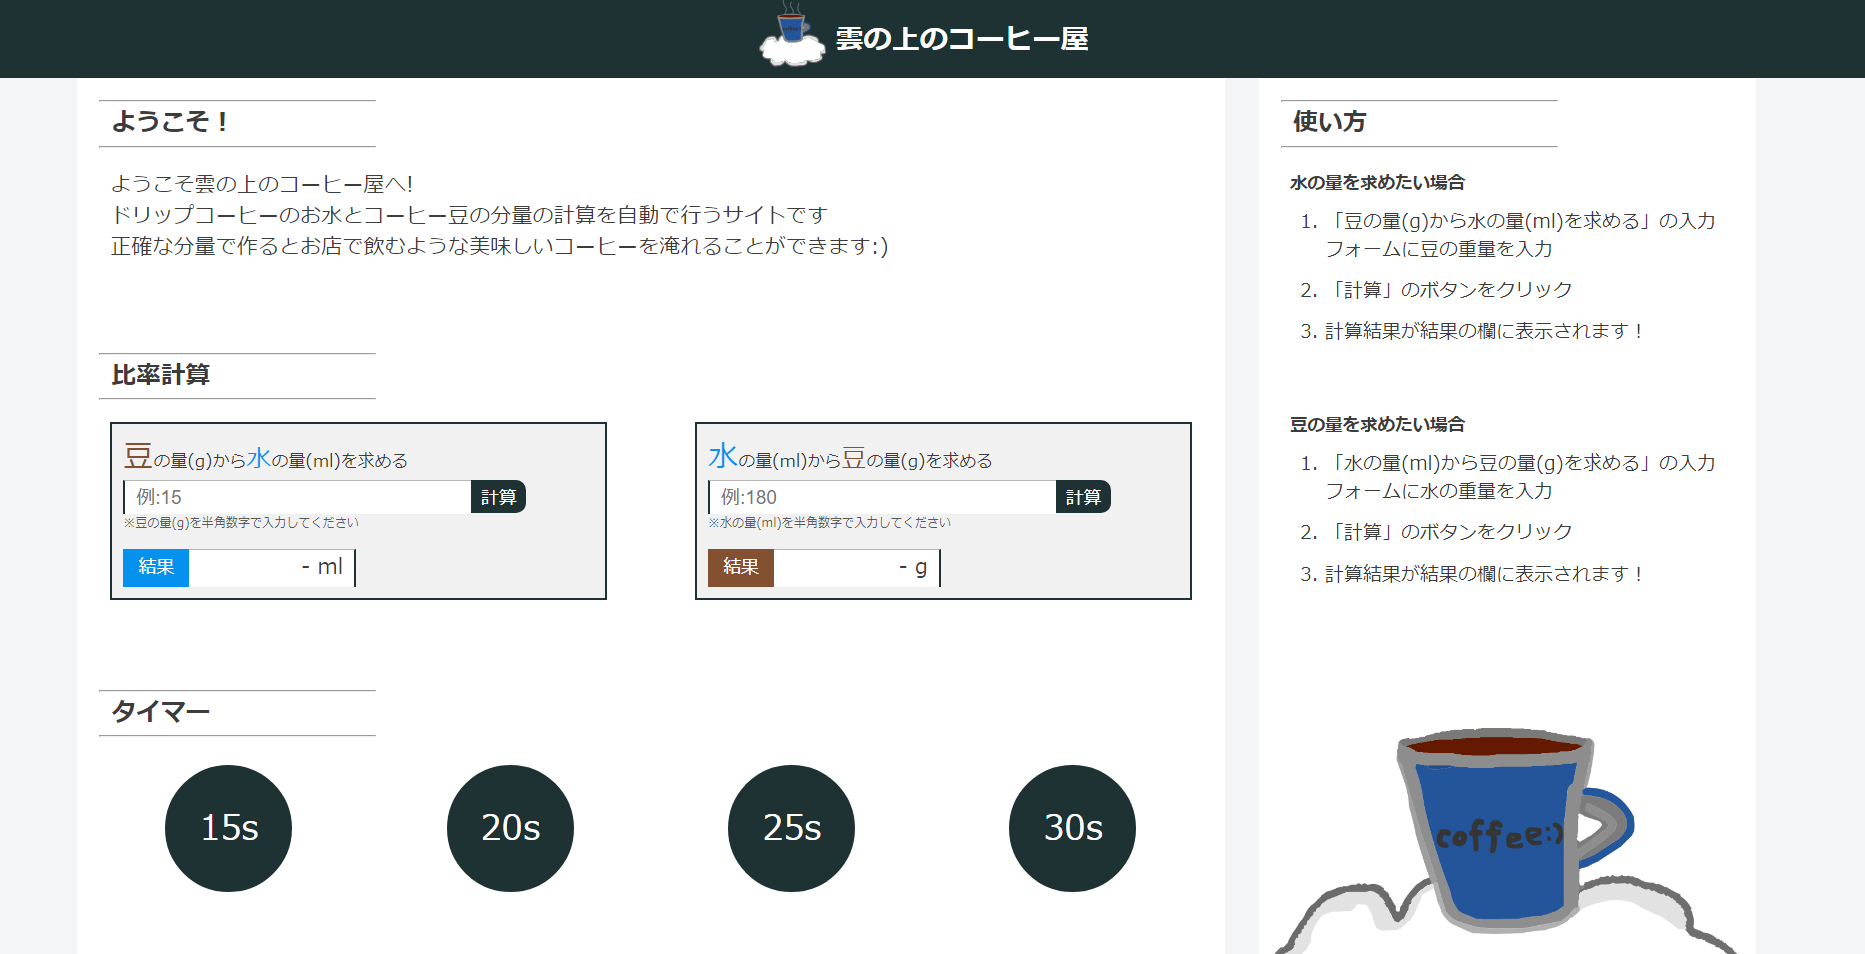 雲の上のコーヒー屋
ようこそ！
ようこそ雲の上のコーヒー屋へ!
ドリップコーヒーのお水とコーヒー豆の分量の計算を自動で行うサイトです
正確な分量で作るとお店で飲むような美味しいコーヒーを淹れることができます:)
比率計算
豆の量(g)から水の量(ml)を求める
例:15 計算
※豆の量(g)を半角数字で入力してください
結果 - ml
水の量(ml)から豆の量(g)を求める
例:180 計算
※水の量(ml)を半角数字で入力してください
結果 - g
タイマー
15s 20s 25s 30s
使い方
水の量を求めたい場合
1. 「豆の量(g)から水の量(ml)を求める」の入力
フォームに豆の重量を入力
2. 「計算」のボタンをクリック
3. 計算結果が結果の欄に表示されます！
豆の量を求めたい場合
1. 「水の量(ml)から豆の量(g)を求める」の入力
フォームに水の重量を入力
2. 「計算」のボタンをクリック
3. 計算結果が結果の欄に表示されます！
coffee:)